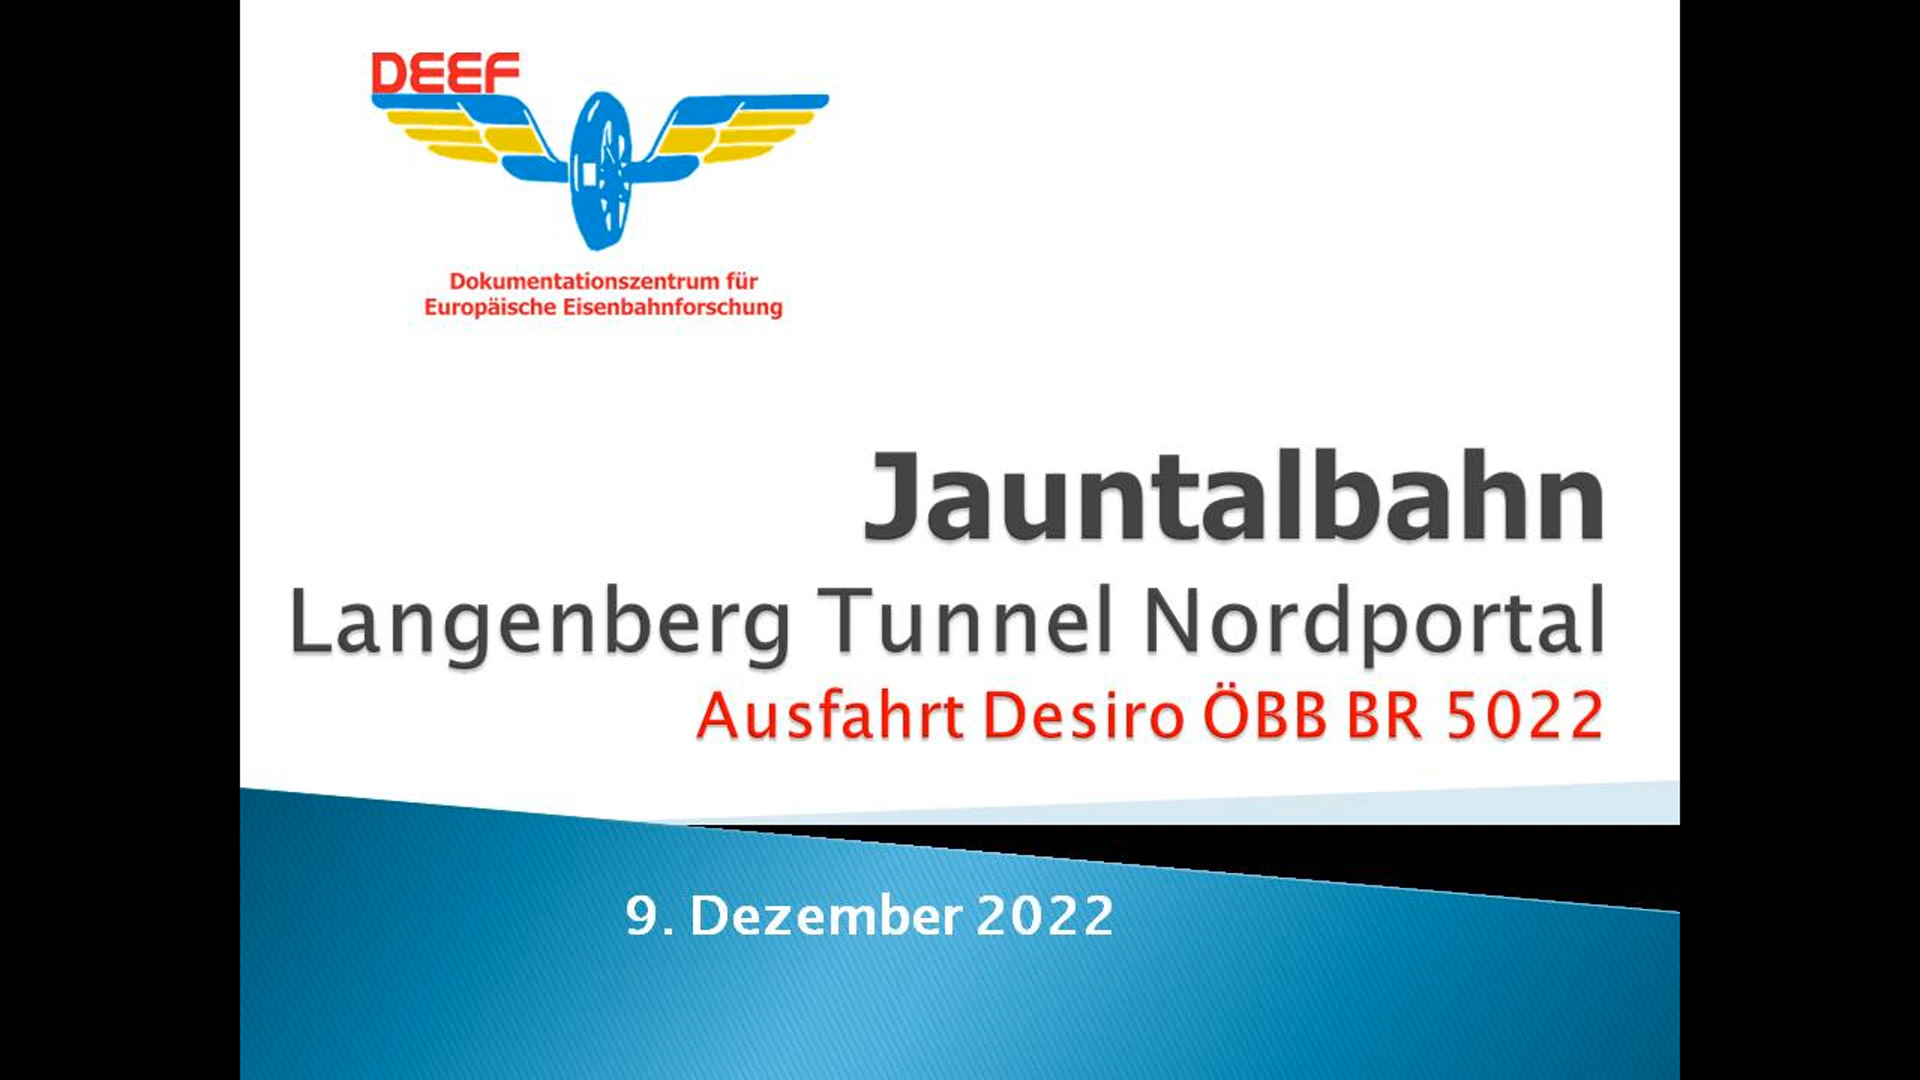 DEEF
Dokumentationszentrum für
Europäische Eisenbahnforschung
Jauntalbahn
Langenberg Tunnel Nordportal
Ausfahrt Desiro ÖBB BR 5022
9. Dezember 2022